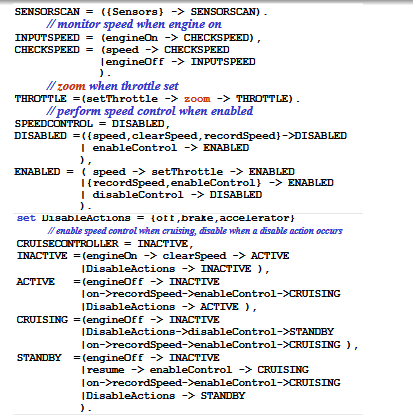 SENSORSCAN = ({Sensors} -> SENSORSCAN).
// monitor speed when engine on
INPUTSPEED = (engineOn -> CHECKSPEED),
CHECKSPEED = (speed -> CHECKSPEED
|engineOff -> INPUTSPEED
).
// zoom when throttle set
THROTTLE =(setThrottle -> zoom -> THROTTLE).
// perform speed control when enabled
SPEEDCONTROL = DISABLED,
DISABLED =({speed,clearSpeed,recordSpeed}->DISABLED
| enableControl -> ENABLED
),
ENABLED = ( speed -> setThrottle -> ENABLED
|{recordSpeed,enableControl} -> ENABLED
| disableControl -> DISABLED
).
set DisableActions = {off,brake,accelerator}
// enable speed control when cruising, disable when a disable action occurs
CRUISECONTROLLER = INACTIVE,
INACTIVE =(engineOn -> clearSpeed -> ACTIVE
|DisableActions -> INACTIVE ),
ACTIVE =(engineOff -> INACTIVE
|on->recordSpeed->enableControl->CRUISING
|DisableActions -> ACTIVE ),
CRUISING =(engineOff -> INACTIVE
|DisableActions->disableControl->STANDBY
|on->recordSpeed->enableControl->CRUISING ),
STANDBY =(engineOff -> INACTIVE
|resume -> enableControl -> CRUISING
|on->recordSpeed->enableControl->CRUISING
|DisableActions -> STANDBY
).